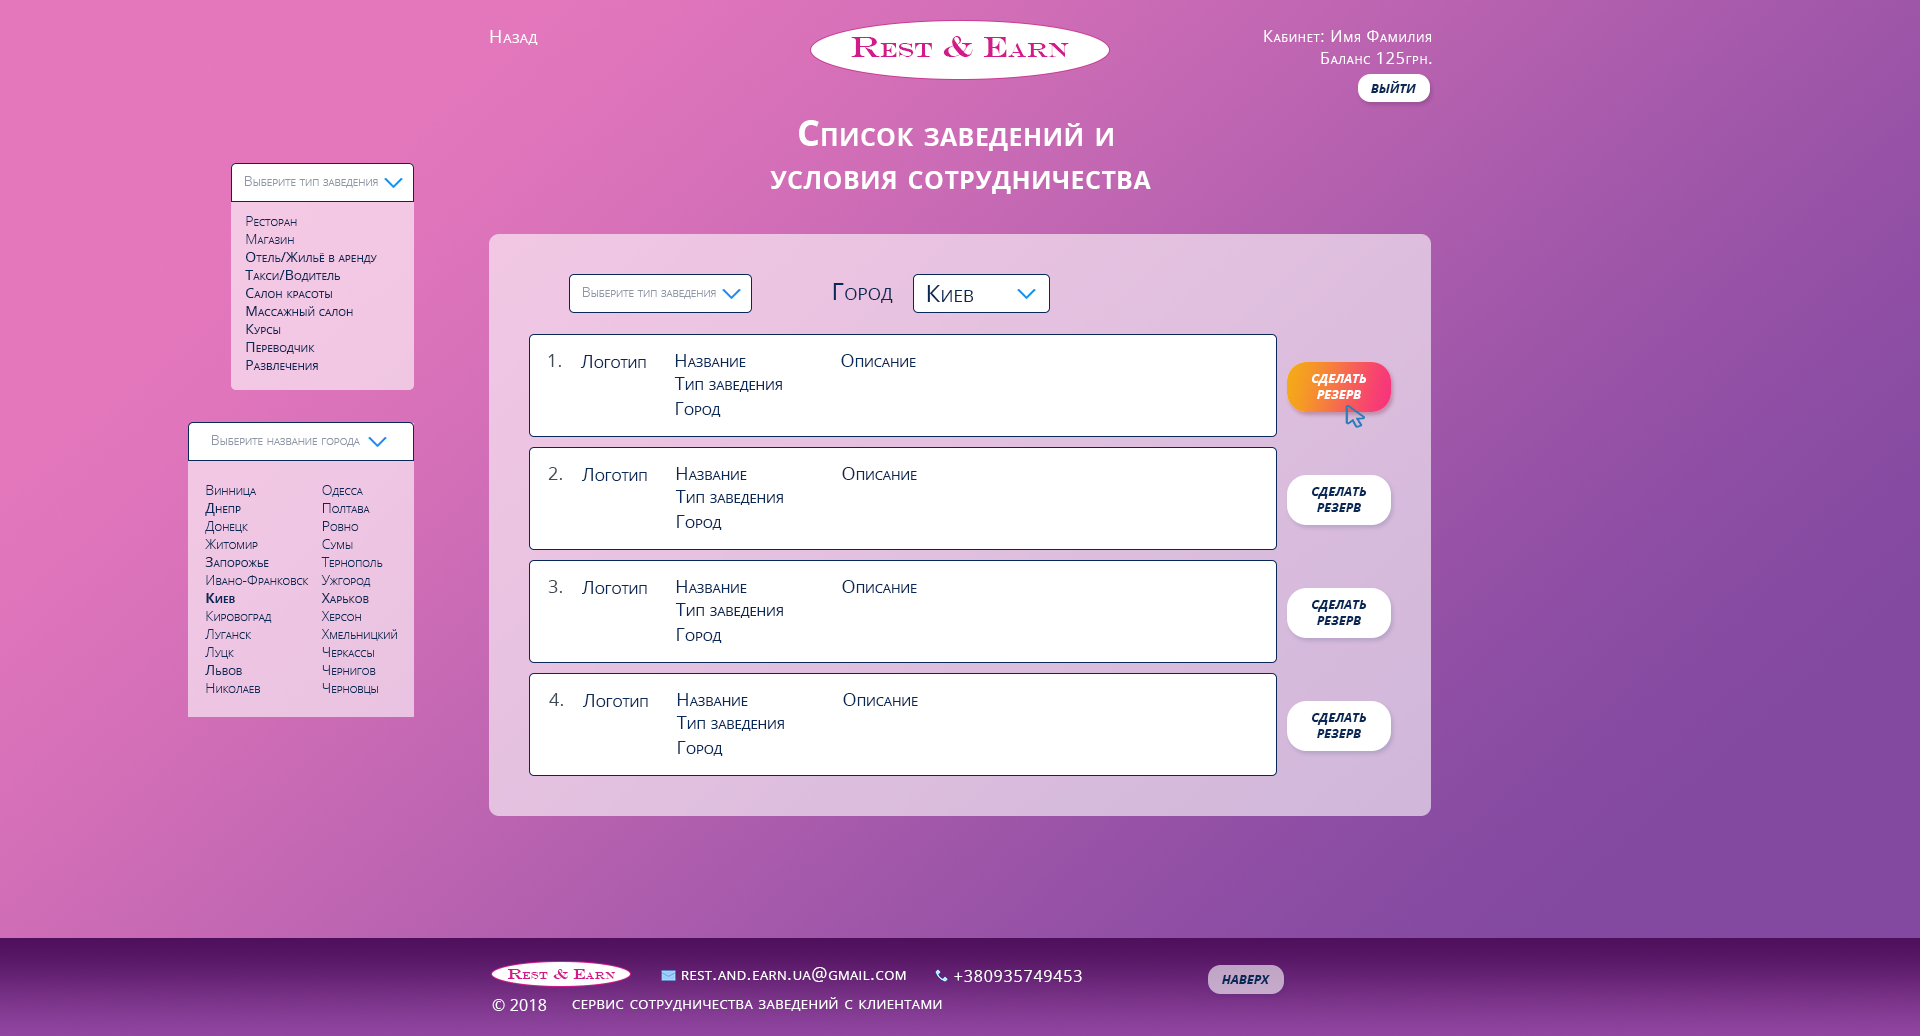 Назад
Rest & Earn
Кабинет: Имя Фамилия
Баланс 125грн.
ВЫЙТИ
Список заведений и
условия сотрудничества
Выберите тип заведения
Ресторан
Магазин
Отель/Жильё в аренду
Такси/Водитель
Салон красоты
Массажный салон
Курсы
Переводчик
Развлечения
Выберите название города
Винница
Днепр
Донецк
Житомир
Запорожье
Ивано-Франковск
Киев
Кировоград
Луганск
Луцк
Львов
Николаев
Одесса
Полтава
Ровно
Сумы
Тернополь
Ужгород
Харьков
Херсон
Хмельницкий
Черкассы
Чернигов
Черновцы
Выберите тип заведения
Город
Киев
1. Логотип Название Описание
Тип заведения
Город
СДЕЛАТЬ
РЕЗЕРВ
2. Логотип Название Описание
Тип заведения
Город
СДЕЛАТЬ
РЕЗЕРВ
3. Логотип Название Описание
Тип заведения
Город
СДЕЛАТЬ
РЕЗЕРВ
4. Логотип Название Описание
Тип заведения
Город
СДЕЛАТЬ
РЕЗЕРВ
Rest & Earn
rest.and.earn.ua@gmail.com
+380935749453
НАВЕРХ
© 2018 сервис сотрудничества заведений с клиентами